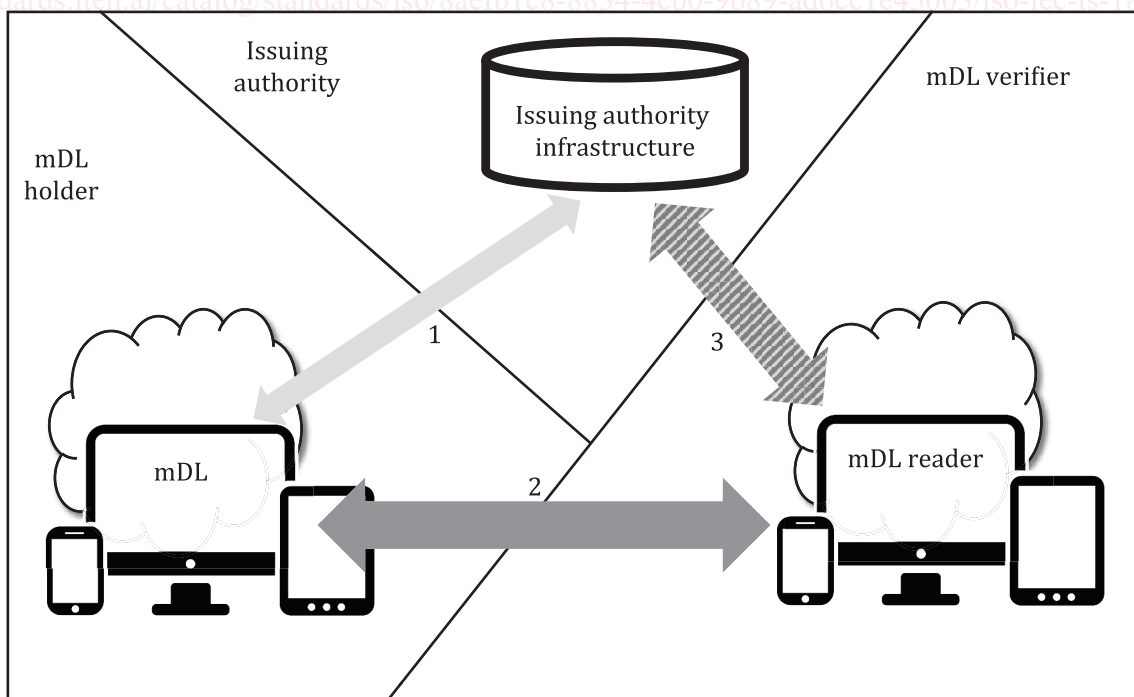 Issuing
authority
Issuing authority
infrastructure
mDL verifier
mDL
holder
1
3
mDL
mDL reader
2